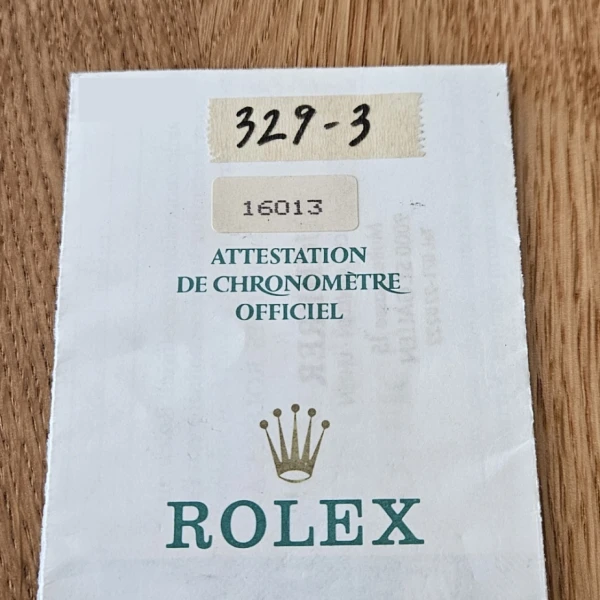 329-3
16013
ATTESTATION
DE CHRONOMÈTRE
OFFICIEL
ROLEX